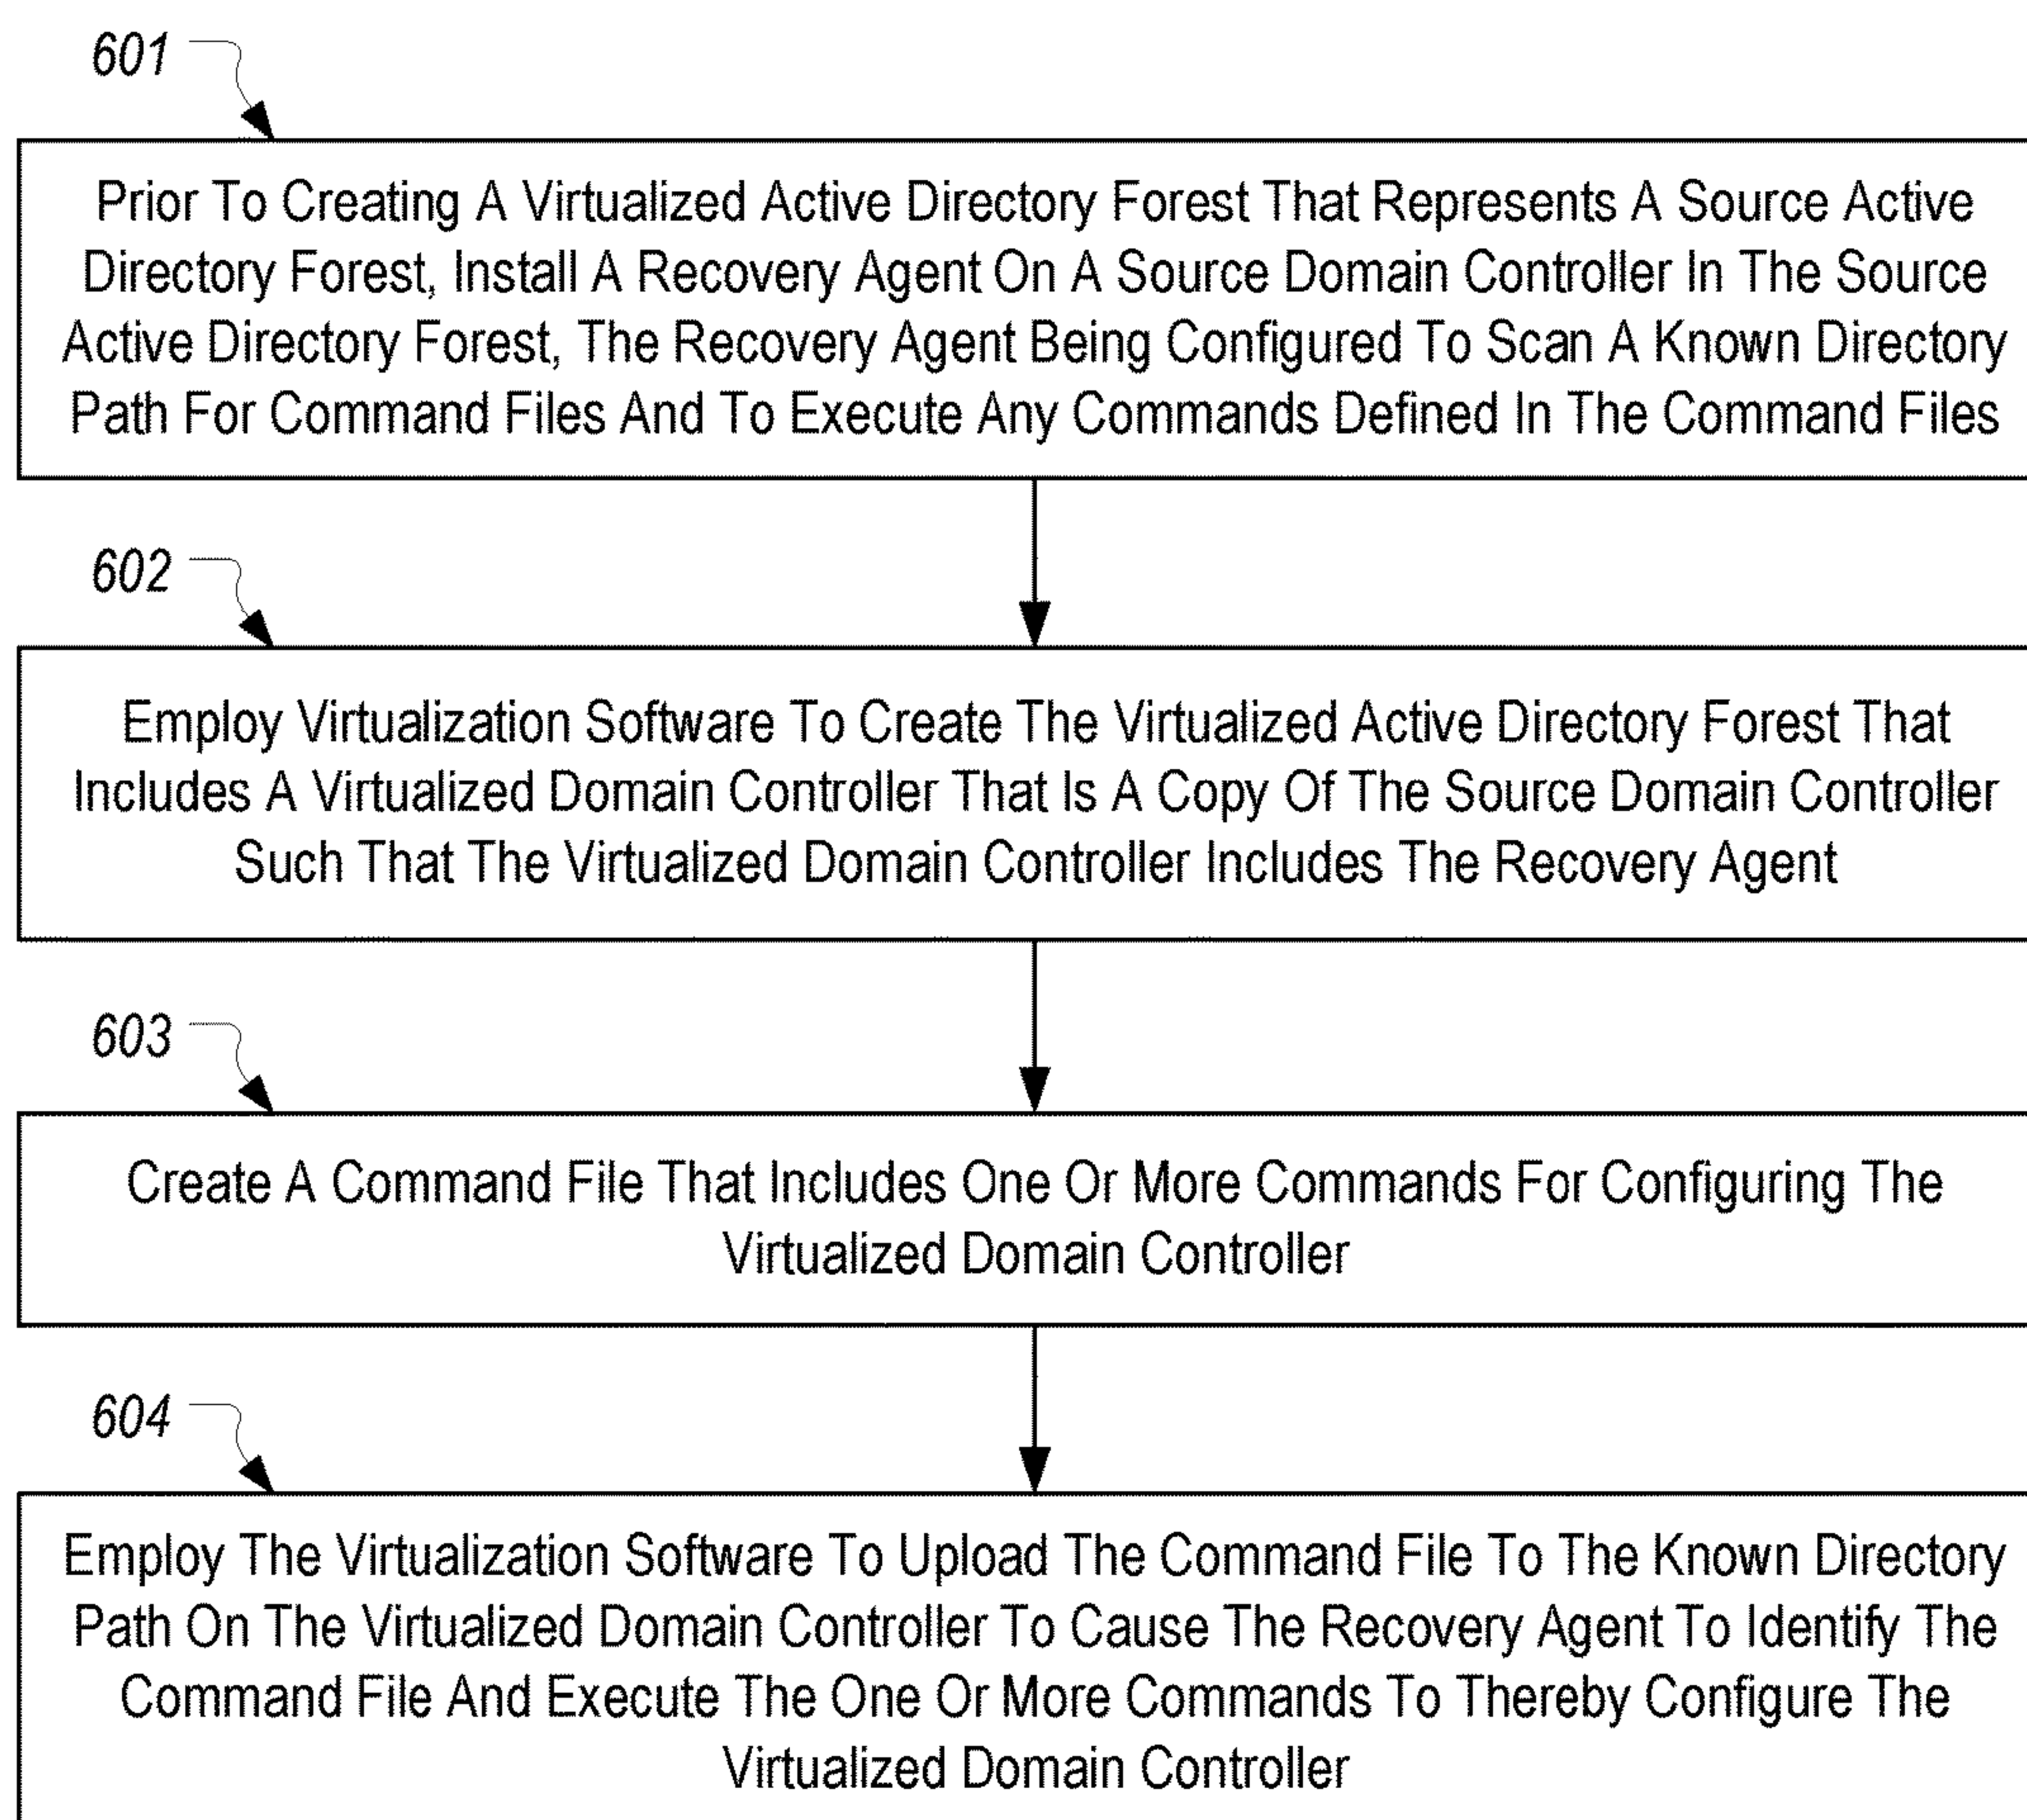 601
Prior To Creating A Virtualized Active Directory Forest That Represents A Source Active
Directory Forest, Install A Recovery Agent On A Source Domain Controller In The Source
Active Directory Forest, The Recovery Agent Being Configured To Scan A Known Directory
Path For Command Files And To Execute Any Commands Defined In The Command Files
602
Employ Virtualization Software To Create The Virtualized Active Directory Forest That
Includes A Virtualized Domain Controller That Is A Copy Of The Source Domain Controller
Such That The Virtualized Domain Controller Includes The Recovery Agent
603
Create A Command File That Includes One Or More Commands For Configuring The
Virtualized Domain Controller
604
Employ The Virtualization Software To Upload The Command File To The Known Directory
Path On The Virtualized Domain Controller To Cause The Recovery Agent To Identify The
Command File And Execute The One Or More Commands To Thereby Configure The
Virtualized Domain Controller